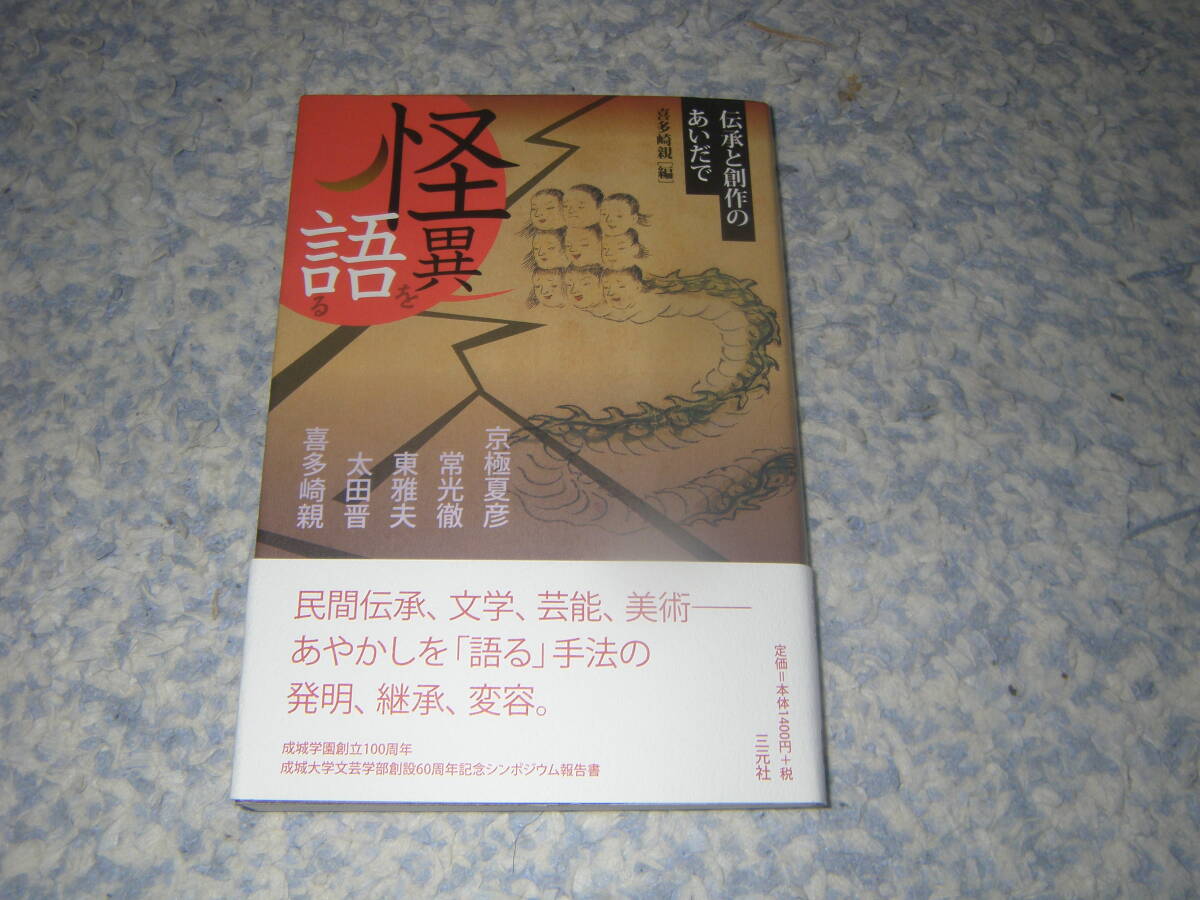 伝承と創作の
あいだで
喜多崎親［編］
怪異を
語る
京極夏彦
常光徹
東雅夫
太田晋
喜多崎親
民間伝承、文学、芸能、美術――
あやかしを「語る」手法の
発明、継承、変容。
成城学園創立100周年
成城大学文芸学部創設60周年記念シンポジウム報告書
定価＝本体1400円＋税
三元社